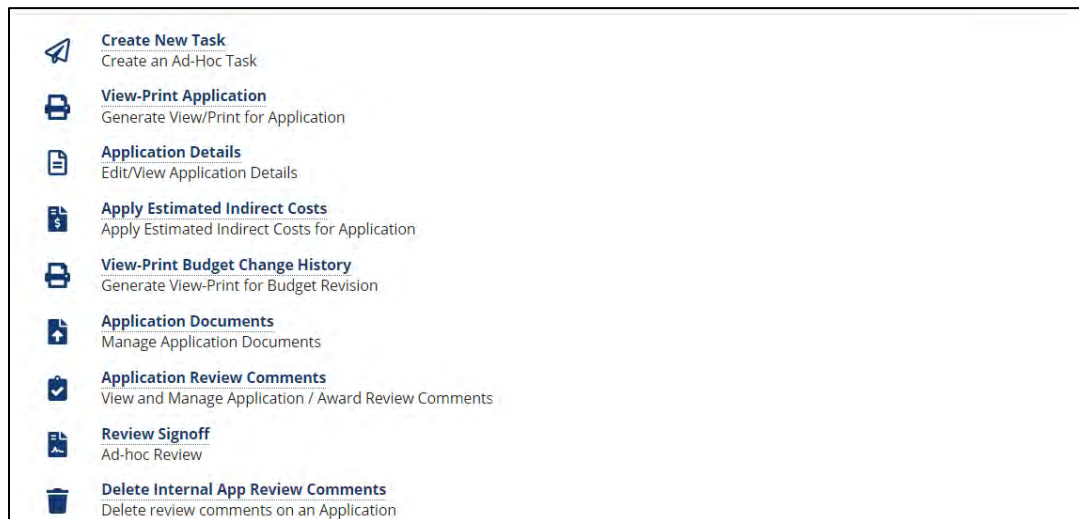 Create New Task
Create an Ad-Hoc Task
View-Print Application
Generate View/Print for Application
Application Details
Edit/View Application Details
Apply Estimated Indirect Costs
Apply Estimated Indirect Costs for Application
View-Print Budget Change History
Generate View-Print for Budget Revision
Application Documents
Manage Application Documents
Application Review Comments
View and Manage Application / Award Review Comments
Review Signoff
Ad-hoc Review
Delete Internal App Review Comments
Delete review comments on an Application